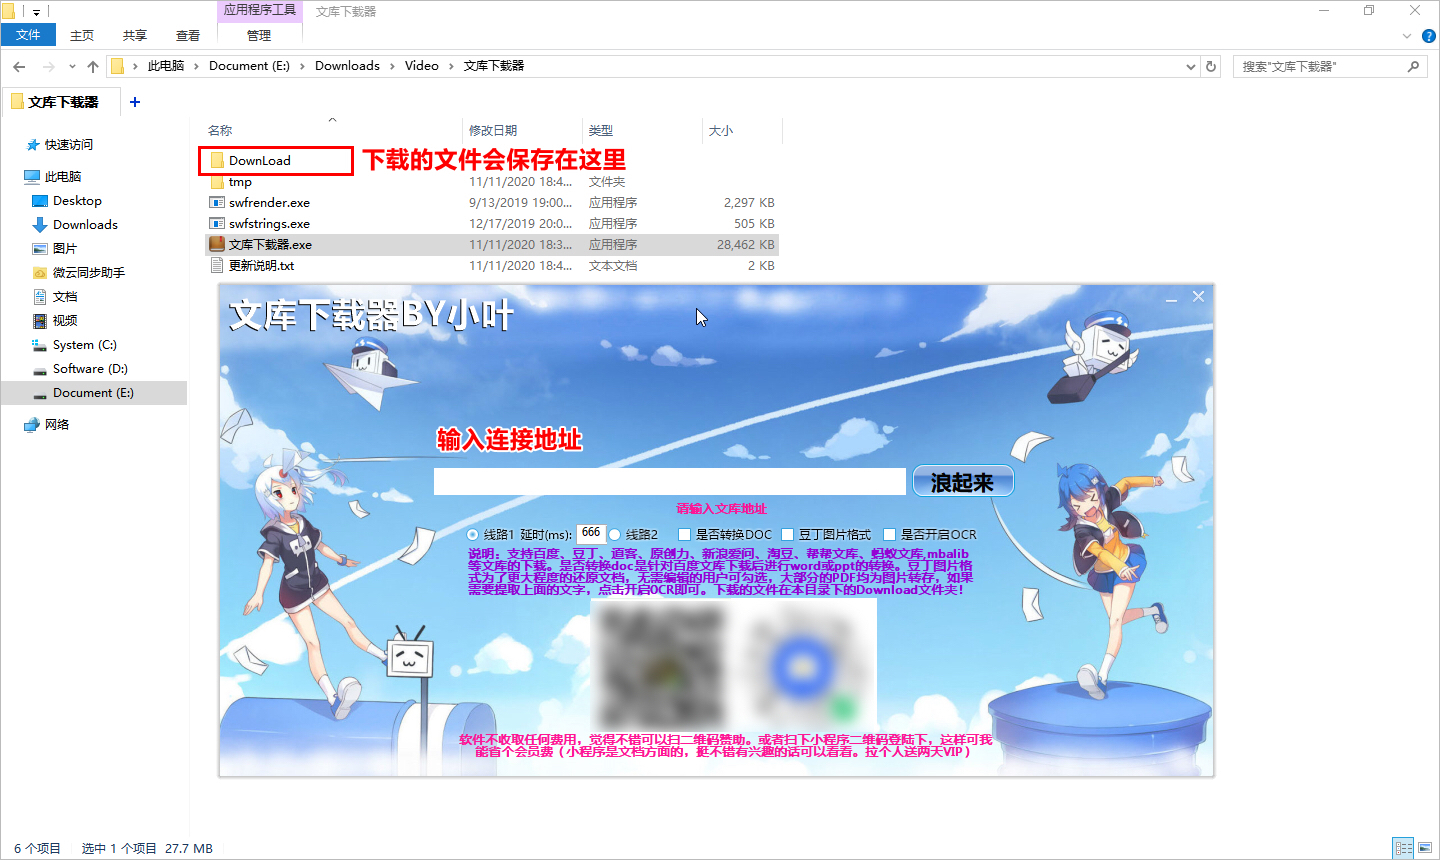 应用程序工具 文库下载器
文件 主页 共享 查看 管理
此电脑 Document (E:) Downloads Video 文库下载器
搜索"文库下载器"
文库下载器
名称 修改日期 类型 大小
快速访问
此电脑
Desktop
Downloads
图片
微云同步助手
文档
视频
System (C:)
Software (D:)
Document (E:)
网络
DownLoad 下载的文件会保存在这里
tmp 11/11/2020 18:4... 文件夹
swfrender.exe 9/13/2019 19:00... 应用程序 2,297 KB
swfstrings.exe 12/17/2019 20:0... 应用程序 505 KB
文库下载器.exe 11/11/2020 18:3... 应用程序 28,462 KB
更新说明.txt 11/11/2020 18:4... 文本文档 2 KB
文库下载器BY小叶
输入连接地址
浪起来
请输入文库地址
线路1 延时(ms): 666 线路2 是否转换DOC 豆丁图片格式 是否开启OCR
说明：支持百度、豆丁、道客、原创力、新浪爱问、淘豆、帮帮文库、蚂蚁文库,mbalib
等文库的下载。是否转换doc是针对百度文库下载后进行word或ppt的转换。豆丁图片格
式为了更大程度的还原文档，无需编辑的用户可勾选，大部分的PDF均为图片转存，如果
需要提取上面的文字，点击开启OCR即可。下载的文件在本目录下的Download文件夹！
软件不收取任何费用，觉得不错可以扫二维码赞助。或者扫下小程序二维码登陆下，这样可我
能省个会员费（小程序是文档方面的，挺不错有兴趣的话可以看看。拉个人送两天VIP）
6 个项目 选中 1 个项目 27.7 MB